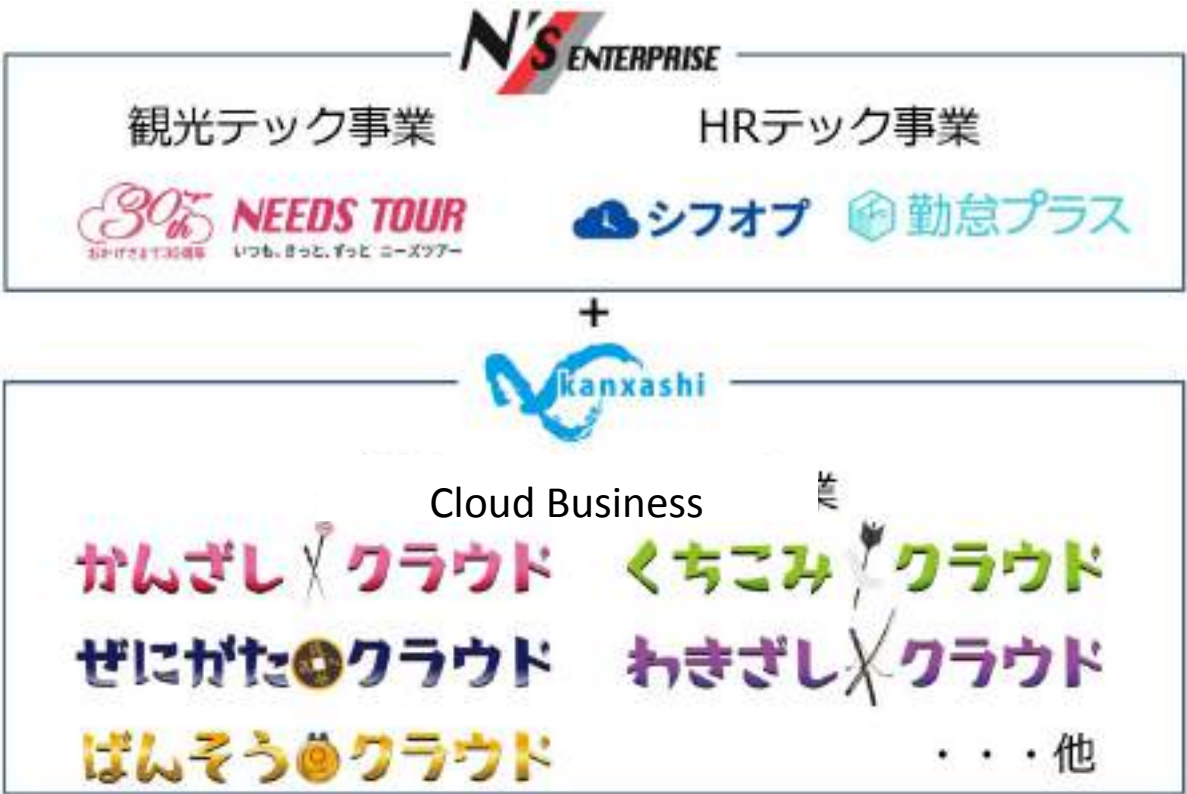 N'S ENTERPRISE
観光テック事業
HRテック事業
30th
NEEDS TOUR
おかげさまで30周年
いつも、きっと、ずっと ニーズツアー
シフオプ
勤怠プラス
+
kanxashi
Cloud Business
業
かんざしクラウド
くちこみクラウド
ぜにがたクラウド
わきざしクラウド
ばんそうクラウド
・・・他